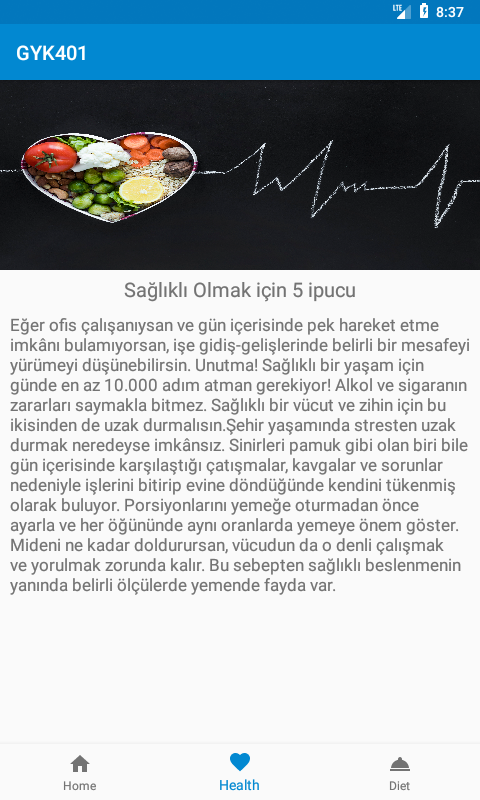 LTE 8:37
GYK401
Sağlıklı Olmak için 5 ipucu
Eğer ofis çalışanıysan ve gün içerisinde pek hareket etme
imkânı bulamıyorsan, işe gidiş-gelişlerinde belirli bir mesafeyi
yürümeyi düşünebilirsin. Unutma! Sağlıklı bir yaşam için
günde en az 10.000 adım atman gerekiyor! Alkol ve sigaranın
zararları saymakla bitmez. Sağlıklı bir vücut ve zihin için bu
ikisinden de uzak durmalısın.Şehir yaşamında stresten uzak
durmak neredeyse imkânsız. Sinirleri pamuk gibi olan biri bile
gün içerisinde karşılaştığı çatışmalar, kavgalar ve sorunlar
nedeniyle işlerini bitirip evine döndüğünde kendini tükenmiş
olarak buluyor. Porsiyonlarını yemeğe oturmadan önce
ayarla ve her öğününde aynı oranlarda yemeye önem göster.
Mideni ne kadar doldurursan, vücudun da o denli çalışmak
ve yorulmak zorunda kalır. Bu sebepten sağlıklı beslenmenin
yanında belirli ölçülerde yemende fayda var.
Home Health Diet